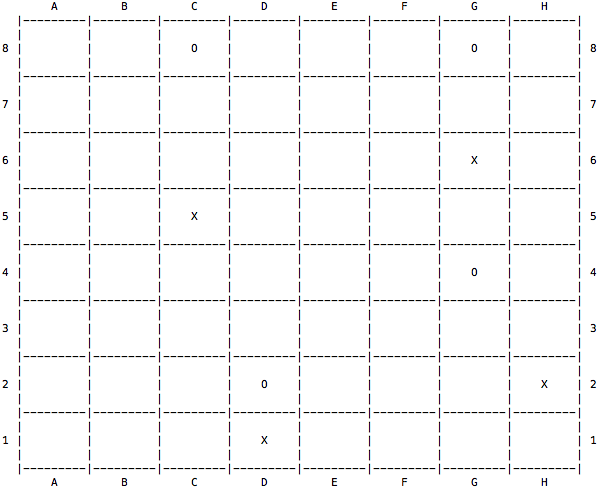 A B C D E F G H
8 O O 8
7 7
6 X 6
5 X 5
4 O 4
3 3
2 O X 2
1 X 1
A B C D E F G H